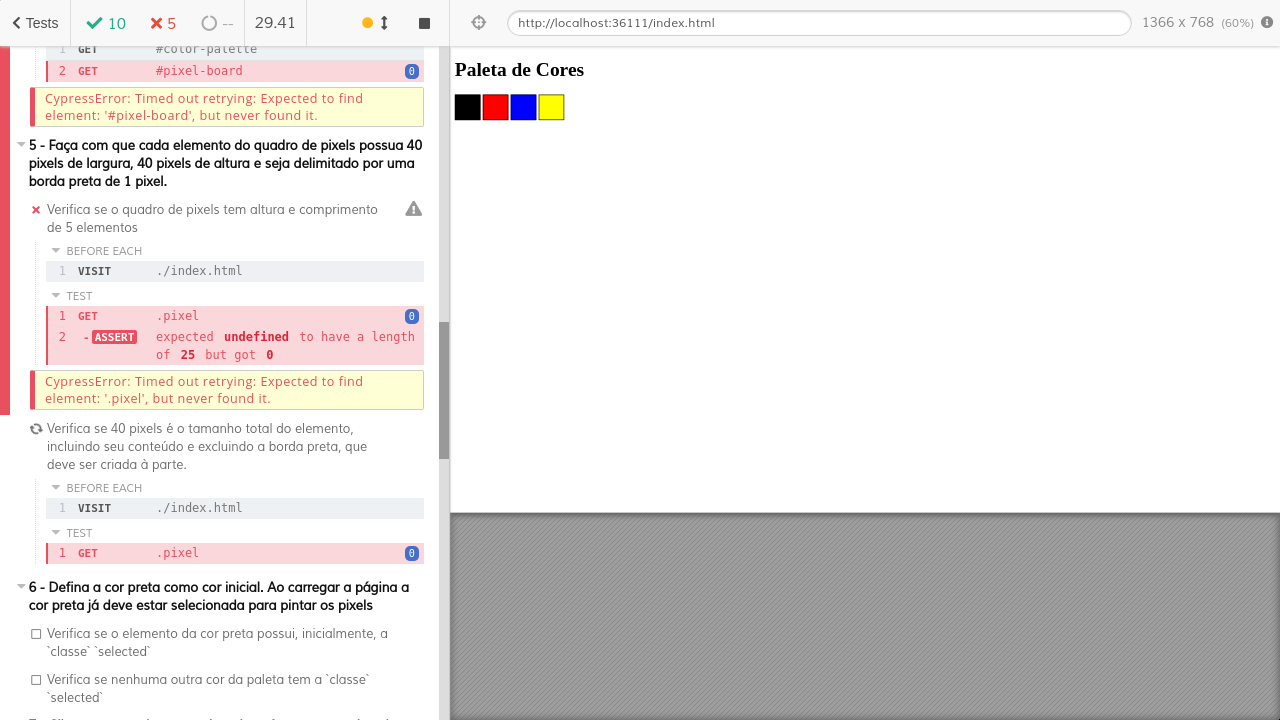 Tests 10 5 -- 29.41 http://localhost:36111/index.html 1366 x 768 (60%)
1 GET #color-palette
2 GET #pixel-board 0
CypressError: Timed out retrying: Expected to find
element: '#pixel-board', but never found it.
5 - Faça com que cada elemento do quadro de pixels possua 40
pixels de largura, 40 pixels de altura e seja delimitado por uma
borda preta de 1 pixel.
Verifica se o quadro de pixels tem altura e comprimento
de 5 elementos
BEFORE EACH
1 VISIT ./index.html
TEST
1 GET .pixel 0
2 -ASSERT expected undefined to have a length
of 25 but got 0
CypressError: Timed out retrying: Expected to find
element: '.pixel', but never found it.
Verifica se 40 pixels é o tamanho total do elemento,
incluindo seu conteúdo e excluindo a borda preta, que
deve ser criada à parte.
BEFORE EACH
1 VISIT ./index.html
TEST
1 GET .pixel 0
6 - Defina a cor preta como cor inicial. Ao carregar a página a
cor preta já deve estar selecionada para pintar os pixels
Verifica se o elemento da cor preta possui, inicialmente, a
`classe` `selected`
Verifica se nenhuma outra cor da paleta tem a `classe`
`selected`
Paleta de Cores